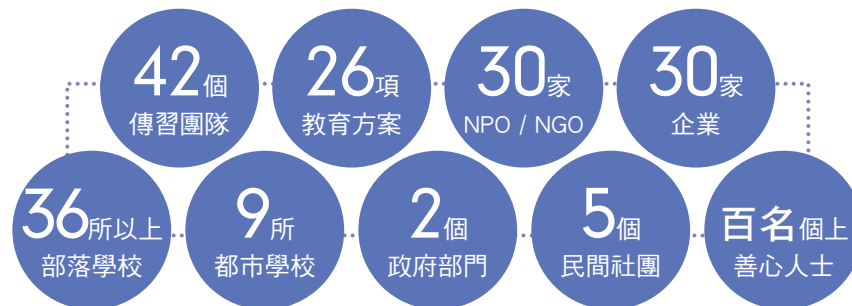 42個
傳習團隊
26項
教育方案
30家
NPO / NGO
30家
企業
36所以上
部落學校
9所
都市學校
2個
政府部門
5個
民間社團
百名個上
善心人士